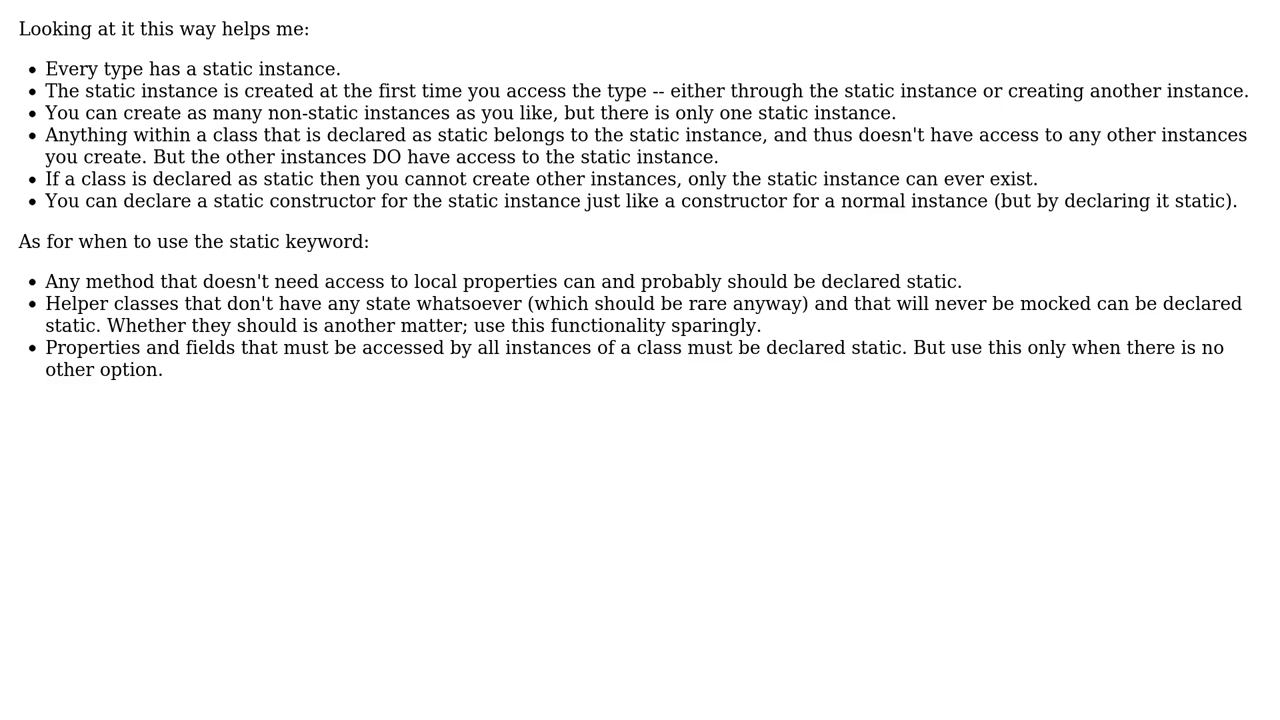 Looking at it this way helps me:
• Every type has a static instance.
• The static instance is created at the first time you access the type -- either through the static instance or creating another instance.
• You can create as many non-static instances as you like, but there is only one static instance.
• Anything within a class that is declared as static belongs to the static instance, and thus doesn't have access to any other instances
you create. But the other instances DO have access to the static instance.
• If a class is declared as static then you cannot create other instances, only the static instance can ever exist.
• You can declare a static constructor for the static instance just like a constructor for a normal instance (but by declaring it static).
As for when to use the static keyword:
• Any method that doesn't need access to local properties can and probably should be declared static.
• Helper classes that don't have any state whatsoever (which should be rare anyway) and that will never be mocked can be declared
static. Whether they should is another matter; use this functionality sparingly.
• Properties and fields that must be accessed by all instances of a class must be declared static. But use this only when there is no
other option.